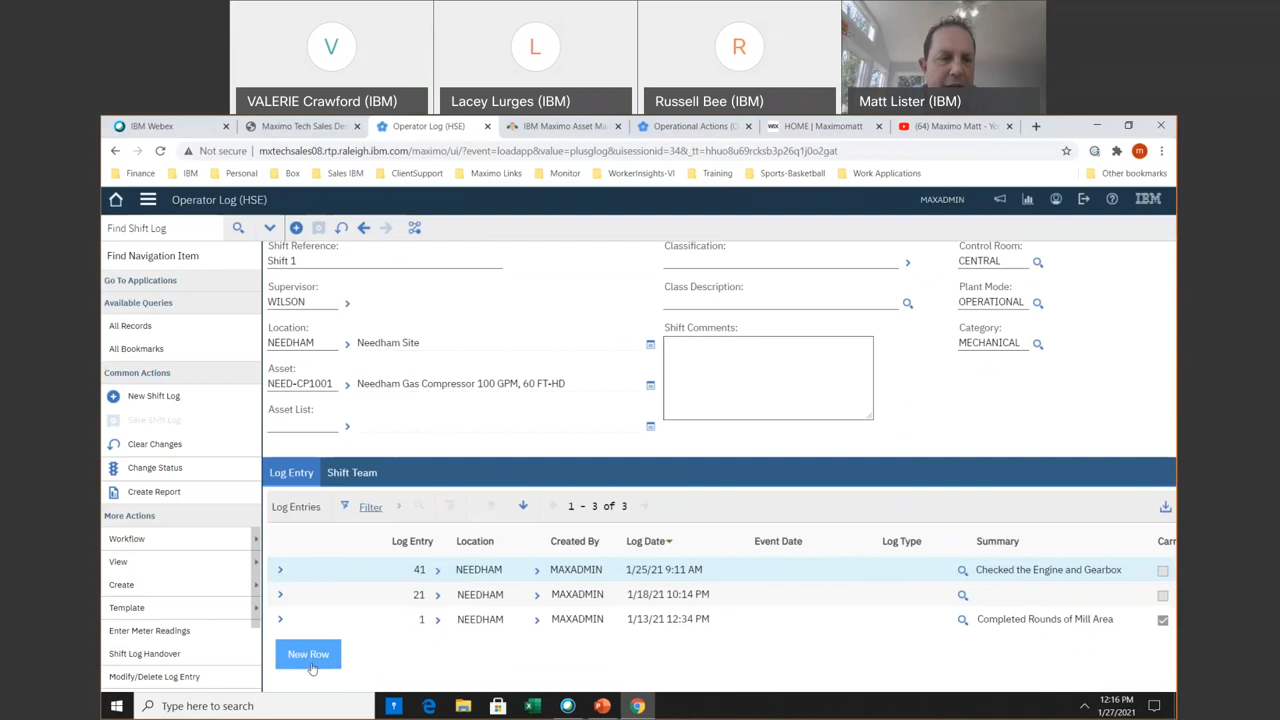 V
L
R
VALERIE Crawford (IBM)
Lacey Lurges (IBM)
Russell Bee (IBM)
Matt Lister (IBM)
IBM Webex
Maximo Tech Sales De
Operator Log (HSE)
IBM Maximo Asset Ma
Operational Actions (C
WIX HOME | Maximomatt
(64) Maximo Matt - Yo
Not secure | mxtechsales08.rtp.raleigh.ibm.com/maximo/ui/?event=loadapp&value=plusglog&uisessionid=34&_tt=hhuo8u69rcksb3p26q1j0o2gat
m
Finance
IBM
Personal
Box
Sales IBM
ClientSupport
Maximo Links
Monitor
WorkerInsights-VI
Training
Sports-Basketball
Work Applications
Other bookmarks
Operator Log (HSE)
MAXADMIN
IBM
Find Shift Log
Find Navigation Item
Go To Applications
Available Queries
All Records
All Bookmarks
Common Actions
New Shift Log
Save Shift Log
Clear Changes
Change Status
Create Report
More Actions
Workflow
View
Create
Template
Enter Meter Readings
Shift Log Handover
Modify/Delete Log Entry
Shift Reference:
Shift 1
Supervisor:
WILSON
Location:
NEEDHAM
Needham Site
Asset:
NEED-CP1001
Needham Gas Compressor 100 GPM, 60 FT-HD
Asset List:
Classification:
Class Description:
Shift Comments:
Control Room:
CENTRAL
Plant Mode:
OPERATIONAL
Category:
MECHANICAL
Log Entry
Shift Team
Log Entries
Filter
1 - 3 of 3
Log Entry Location Created By Log Date Event Date Log Type Summary Carr
41 NEEDHAM MAXADMIN 1/25/21 9:11 AM Checked the Engine and Gearbox
21 NEEDHAM MAXADMIN 1/18/21 10:14 PM
1 NEEDHAM MAXADMIN 1/13/21 12:34 PM Completed Rounds of Mill Area
New Row
Type here to search
12:16 PM
1/27/2021